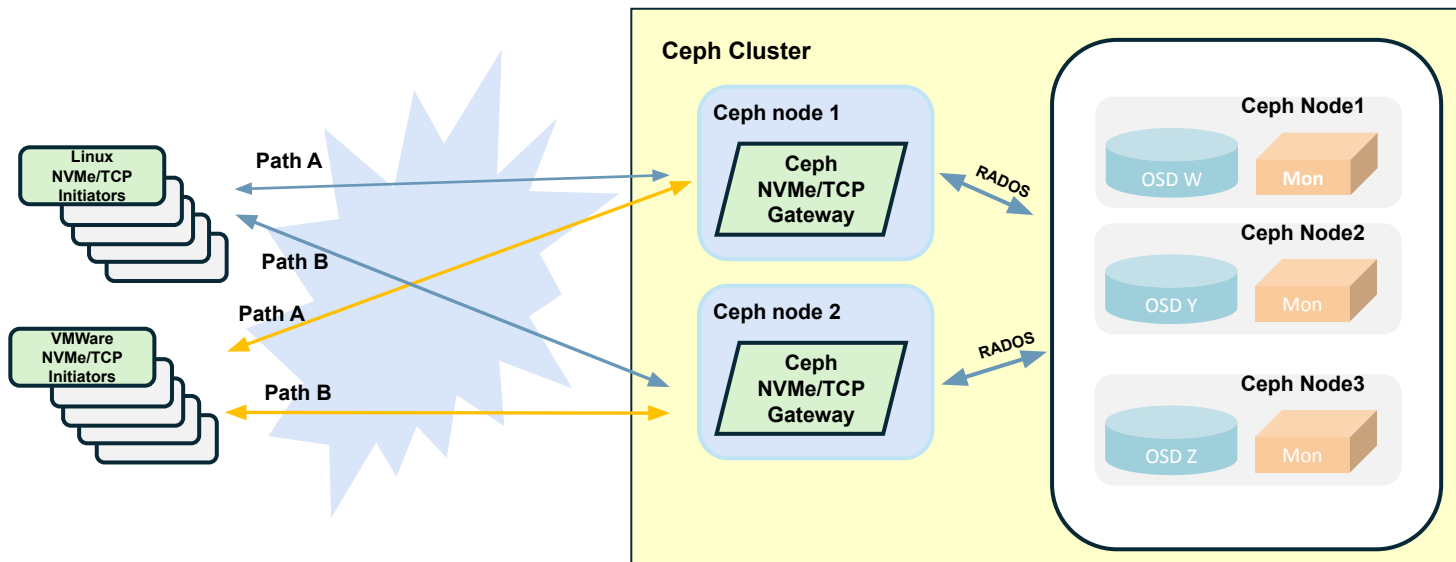 Ceph Cluster
Linux
NVMe/TCP
Initiators
VMWare
NVMe/TCP
Initiators
Path A
Path B
Path A
Path B
Ceph node 1
Ceph
NVMe/TCP
Gateway
Ceph node 2
Ceph
NVMe/TCP
Gateway
RADOS
RADOS
Ceph Node1
OSD W
Mon
Ceph Node2
OSD Y
Mon
Ceph Node3
OSD Z
Mon